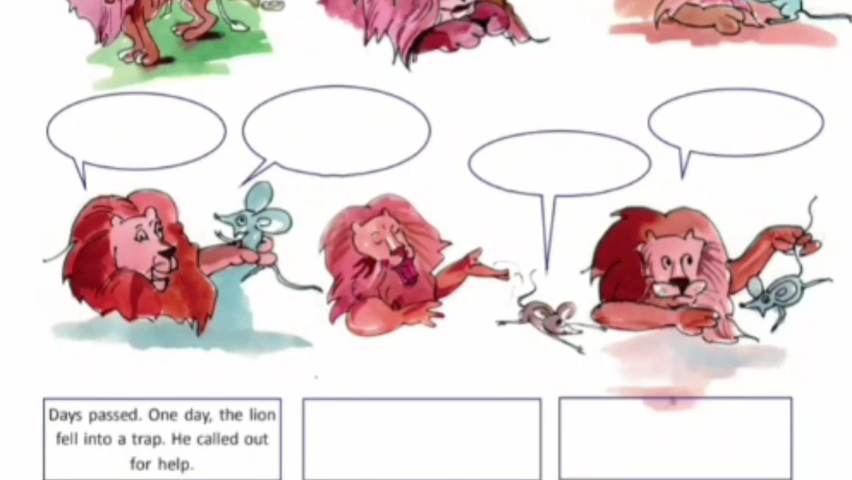 Days passed. One day, the lion
fell into a trap. He called out
for help.